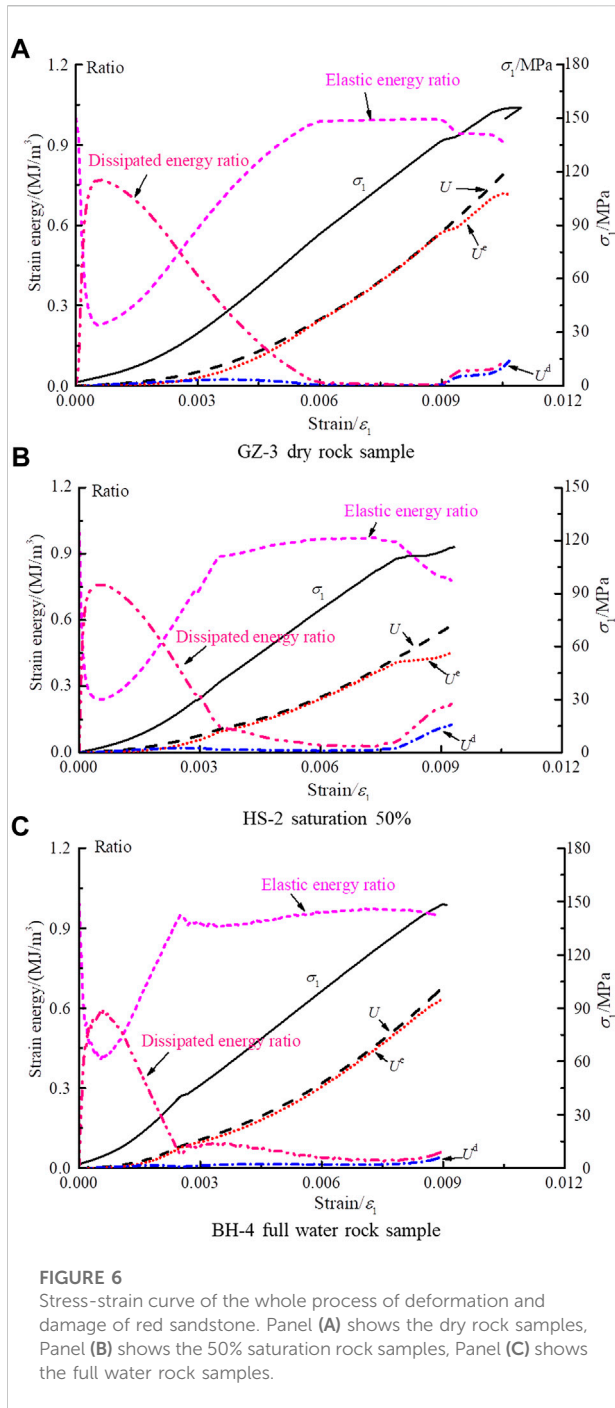 A
Ratio
σ1/MPa
Elastic energy ratio
Dissipated energy ratio
σ1
U
Ue
Ud
Strain energy/(MJ/m3)
1.2
0.9
0.6
0.3
0.0
180
150
120
90
60
30
0
σ1/MPa
0.000 0.003 0.006 0.009 0.012
Strain/ε1
GZ-3 dry rock sample
B
Ratio
Elastic energy ratio
σ1
Dissipated energy ratio
U
Ue
Ud
Strain energy/(MJ/m3)
1.2
0.9
0.6
0.3
0.0
150
120
90
60
30
0
σ1/MPa
0.000 0.003 0.006 0.009 0.012
Strain/ε1
HS-2 saturation 50%
C
Ratio
Elastic energy ratio
σ1
Dissipated energy ratio
U
Ue
Ud
Strain energy/(MJ/m3)
1.2
0.9
0.6
0.3
0.0
180
150
120
90
60
30
0
σ1/MPa
0.000 0.003 0.006 0.009 0.012
Strain/ε1
BH-4 full water rock sample
FIGURE 6
Stress-strain curve of the whole process of deformation and
damage of red sandstone. Panel (A) shows the dry rock samples,
Panel (B) shows the 50% saturation rock samples, Panel (C) shows
the full water rock samples.